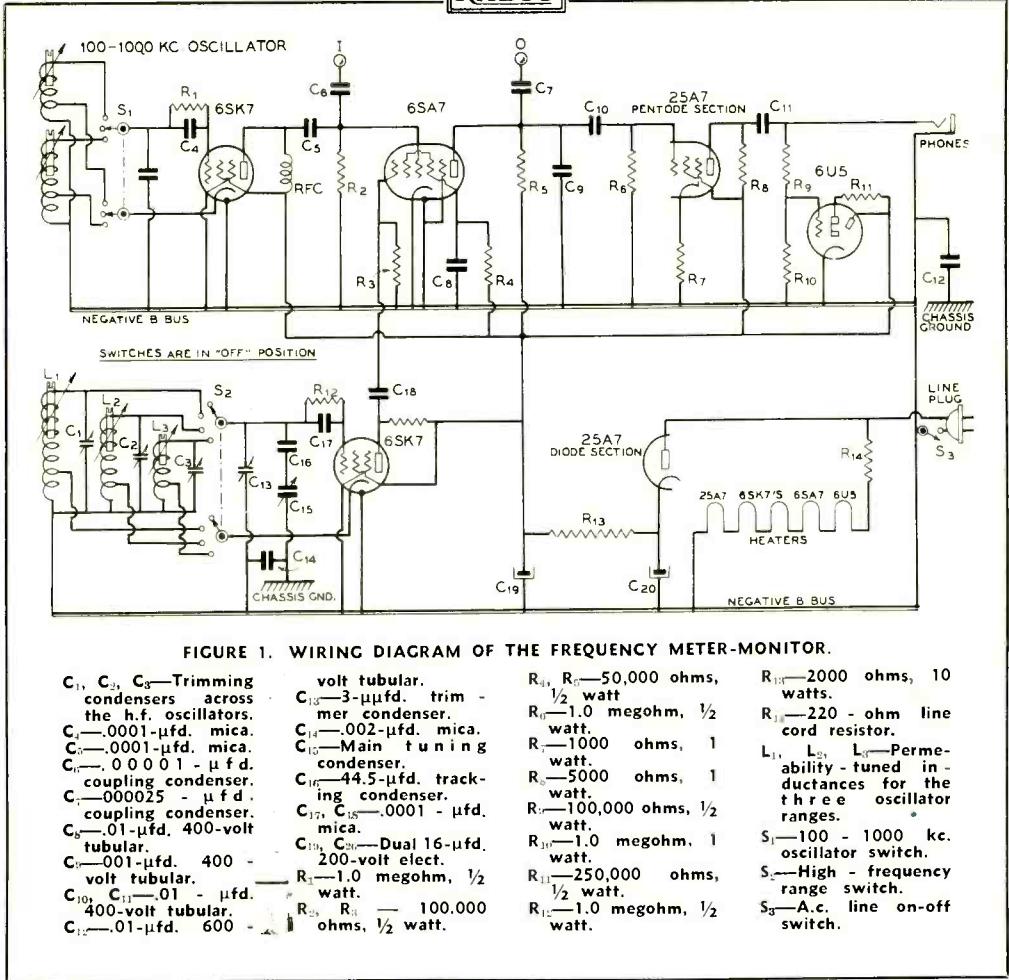 100-1000 KC OSCILLATOR
I
O
S₁
R₁
6SK7
C₄
C₅
C₆
RFC
R₂
6SA7
R₃
C₈
R₄
C₇
R₅
C₉
C₁₀
R₆
25A7
PENTODE SECTION
R₇
C₁₁
R₈
R₉
6U5
R₁₁
R₁₀
PHONES
C₁₂
CHASSIS
GROUND
NEGATIVE B BUS
SWITCHES ARE IN "OFF" POSITION
L₁
L₂
L₃
C₁
C₂
C₃
S₂
R₁₂
C₁₇
C₁₈
6SK7
C₁₃
C₁₆
C₁₅
C₁₄
CHASSIS GND.
25A7
DIODE SECTION
R₁₃
C₁₉
C₂₀
LINE
PLUG
S₃
R₁₄
25A7 6SK7'S 6SA7 6U5
HEATERS
NEGATIVE B BUS
FIGURE 1. WIRING DIAGRAM OF THE FREQUENCY METER-MONITOR.
C₁, C₂, C₃—Trimming
condensers across
the h.f. oscillators.
C₄—.0001-μfd. mica.
C₅—.0001-μfd. mica.
C₆—.00001-μfd.
coupling condenser.
C₇—000025-μfd.
coupling condenser.
C₈—.01-μfd. 400-volt
tubular.
C₉—001-μfd. 400-
volt tubular.
C₁₀, C₁₁—.01-μfd.
400-volt tubular.
C₁₂—.01-μfd. 600-
volt tubular.
C₁₃—3-μμfd. trim-
mer condenser.
C₁₄—.002-μfd. mica.
C₁₅—Main tuning
condenser.
C₁₆—44.5-μfd. track-
ing condenser.
C₁₇, C₁₈—.0001-μfd.
mica.
C₁₉, C₂₀—Dual 16-μfd.
200-volt elect.
R₁—1.0 megohm, ½
watt.
R₂, R₃ — 100.000
ohms, ½ watt.
R₄, R₅—50,000 ohms,
½ watt
R₆—1.0 megohm, ½
watt.
R₇—1000 ohms, 1
watt.
R₈—5000 ohms, 1
watt.
R₉—100,000 ohms, ½
watt.
R₁₀—1.0 megohm, 1
watt.
R₁₁—250,000 ohms,
½ watt.
R₁₂—1.0 megohm, ½
watt.
R₁₃—2000 ohms, 10
watts.
R₁₄—220-ohm line
cord resistor.
L₁, L₂, L₃—Perme-
ability-tuned in-
ductances for the
three oscillator
ranges.
S₁—100-1000 kc.
oscillator switch.
S₂—High-frequency
range switch.
S₃—A.c. line on-off
switch.